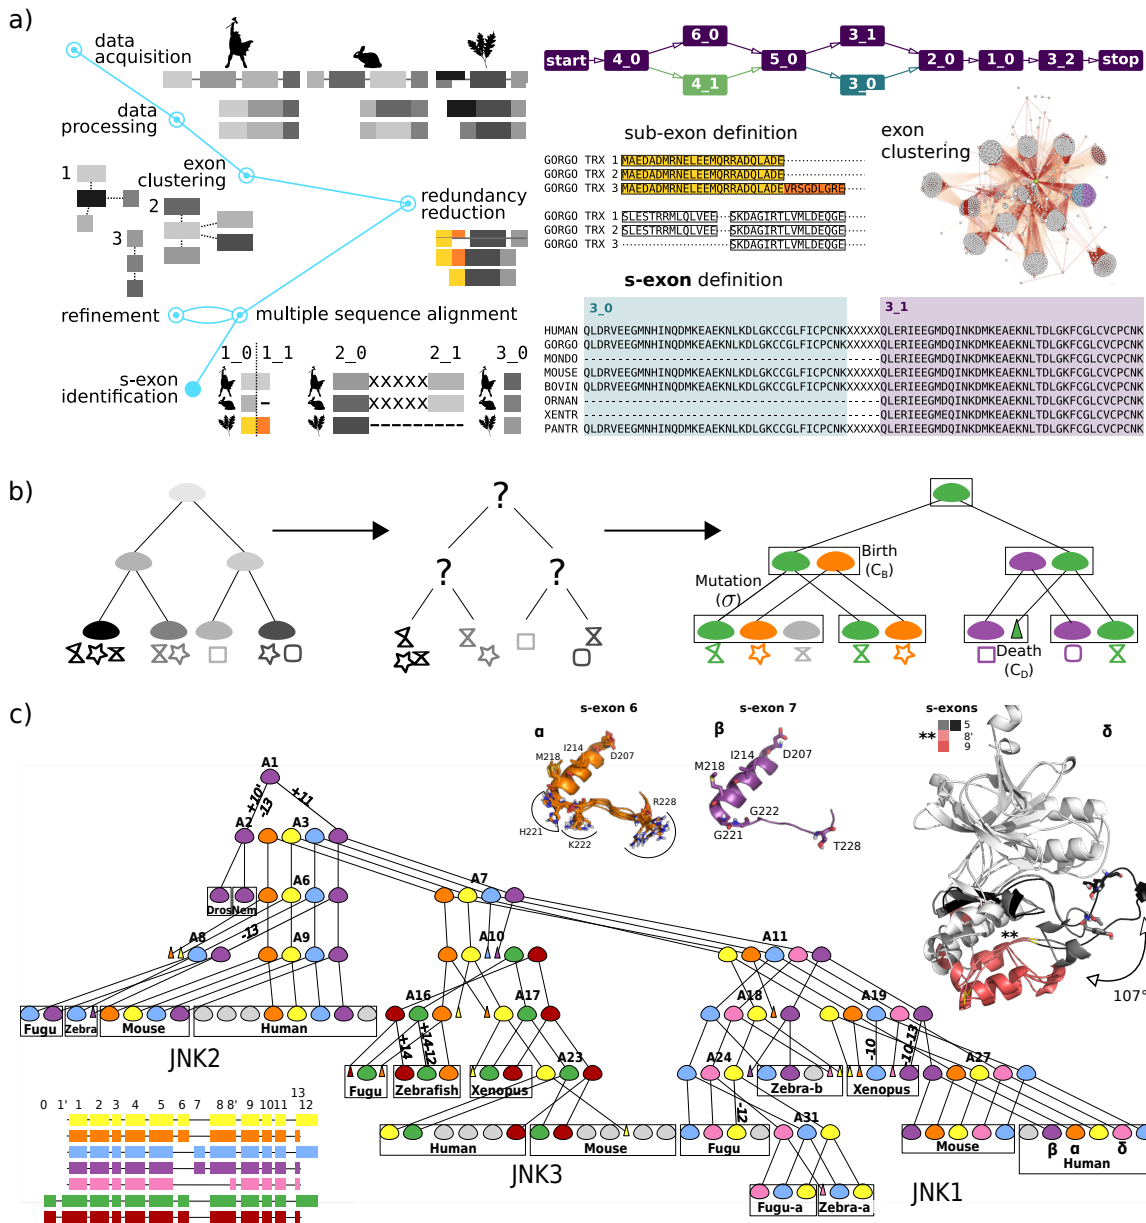 a)
data
acquisition
data
processing
exon
clustering
1
2
3
redundancy
reduction
refinement
multiple sequence alignment
1_0 1_1 2_0 2_1 3_0
s-exon
identification
xxxxx
xxxxx
start 4_0 6_0 4_1 5_0 3_1 3_0 2_0 1_0 3_2 stop
sub-exon definition
GORGO TRX 1 MAEDADMRNELEEMQRRADQLADE
GORGO TRX 2 MAEDADMRNELEEMQRRADQLADE
GORGO TRX 3 MAEDADMRNELEEMQRRADQLADEVRSGDLGRE
GORGO TRX 1 SLESTRRMLQLVEE SKDAGIRTLVMLDEQGE
GORGO TRX 2 SLESTRRMLQLVEE SKDAGIRTLVMLDEQGE
GORGO TRX 3 SKDAGIRTLVMLDEQGE
exon
clustering
s-exon definition
3_0 3_1
HUMAN QLDRVEEGMNHINQDMKEAEKNLKDLGKCCGLFICPCNKXXXXXQLERIEEGMDQINKDMKEAEKNLTDLGKFCGLCVCPCNK
GORGO QLDRVEEGMNHINQDMKEAEKNLKDLGKCCGLFICPCNKXXXXXQLERIEEGMDQINKDMKEAEKNLTDLGKFCGLCVCPCNK
MONDO --------------------------------------------QLERIEEGMDQINKDMKEAEKNLTDLGKFCGLCVCPCNK
MOUSE QLDRVEEGMNHINQDMKEAEKNLKDLGKCCGLFICPCNKXXXXXQLERIEEGMDQINKDMKEAEKNLTDLGKFCGLCVCPCNK
BOVIN QLDRVEEGMNHINQDMKEAEKNLKDLGKCCGLFICPCNKXXXXXQLERIEEGMDQINKDMKEAEKNLTDLGKFCGLCVCPCNK
ORNAN --------------------------------------------QLERIEEGMDQINKDMKEAEKNLTDLGKFCGLCVCPCNK
XENTR --------------------------------------------QLERIEEGMEQINKDMKEAEKNLTDLGKFCGLCVCPCNK
PANTR QLDRVEEGMNHINQDMKEAEKNLKDLGKCCGLFICPCNKXXXXXQLERIEEGMDQINKDMKEAEKNLTDLGKFCGLCVCPCNK
b)
?
? ?
Birth
(CB)
Mutation
(σ)
Death
(CD)
c)
s-exon 6
α
I214
D207
M218
R228
H221
K222
s-exon 7
β
D207
I214
M218
G222
G221
T228
s-exons
5
** 8'
9
δ
**
107°
A1
+10' -13 +11
A2 A3
A6 A7
Dros Nem
-13
A8 A9 A10 A11
A16 A17 A18 A19
Fugu Zebra Mouse Human
JNK2
+14 +14-12 -10 -10-13
A23 A24 A27
Fugu Zebrafish Xenopus Zebra-b Xenopus
-12
A31
Human Mouse Fugu Mouse β α δ
Human
JNK3
JNK1
Fugu-a Zebra-a
0 1' 1 2 3 4 5 6 7 8 8' 9 10 11 13 12